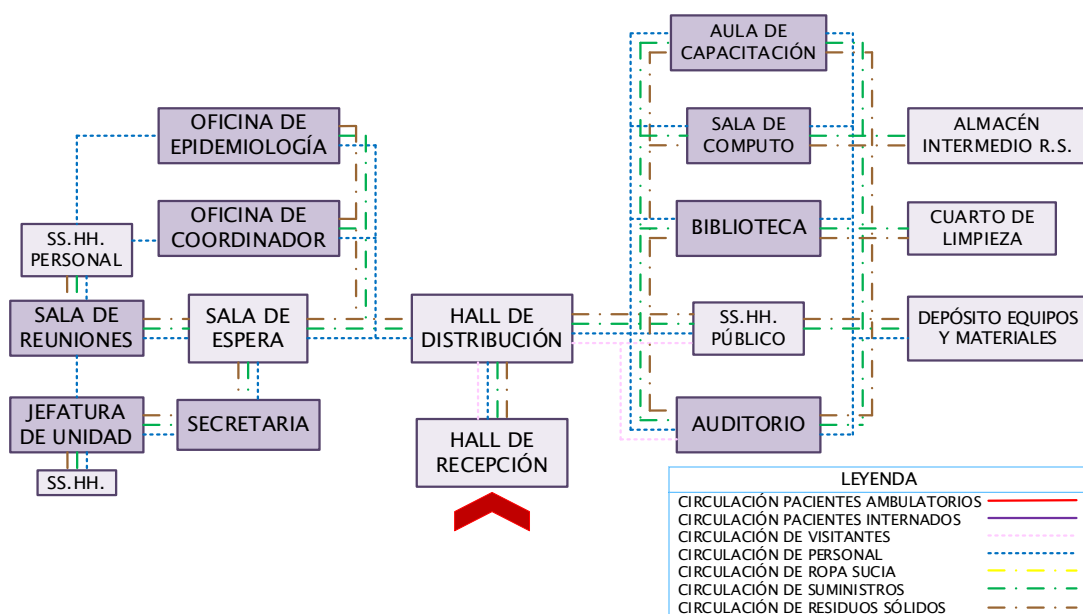 AULA DE
CAPACITACIÓN
OFICINA DE
EPIDEMIOLOGÍA
SALA DE
COMPUTO
ALMACÉN
INTERMEDIO R.S.
OFICINA DE
COORDINADOR
SS.HH.
PERSONAL
BIBLIOTECA
CUARTO DE
LIMPIEZA
SALA DE
REUNIONES
SALA DE
ESPERA
HALL DE
DISTRIBUCIÓN
SS.HH.
PÚBLICO
DEPÓSITO EQUIPOS
Y MATERIALES
JEFATURA
DE UNIDAD
SECRETARIA
HALL DE
RECEPCIÓN
AUDITORIO
SS.HH.
LEYENDA
CIRCULACIÓN PACIENTES AMBULATORIOS
CIRCULACIÓN PACIENTES INTERNADOS
CIRCULACIÓN DE VISITANTES
CIRCULACIÓN DE PERSONAL
CIRCULACIÓN DE ROPA SUCIA
CIRCULACIÓN DE SUMINISTROS
CIRCULACIÓN DE RESIDUOS SÓLIDOS